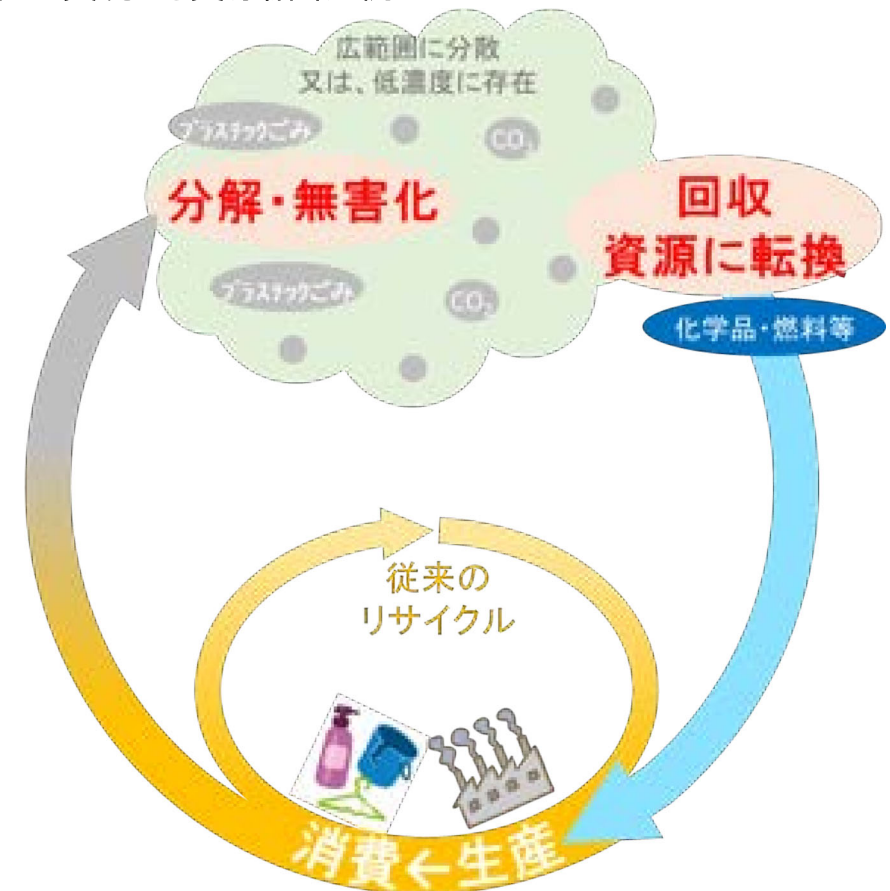 広範囲に分散
又は、低濃度に存在
プラスチックごみ
CO₂
分解・無害化
回収
資源に転換
プラスチックごみ
CO₂
化学品・燃料等
従来の
リサイクル
消費←生産